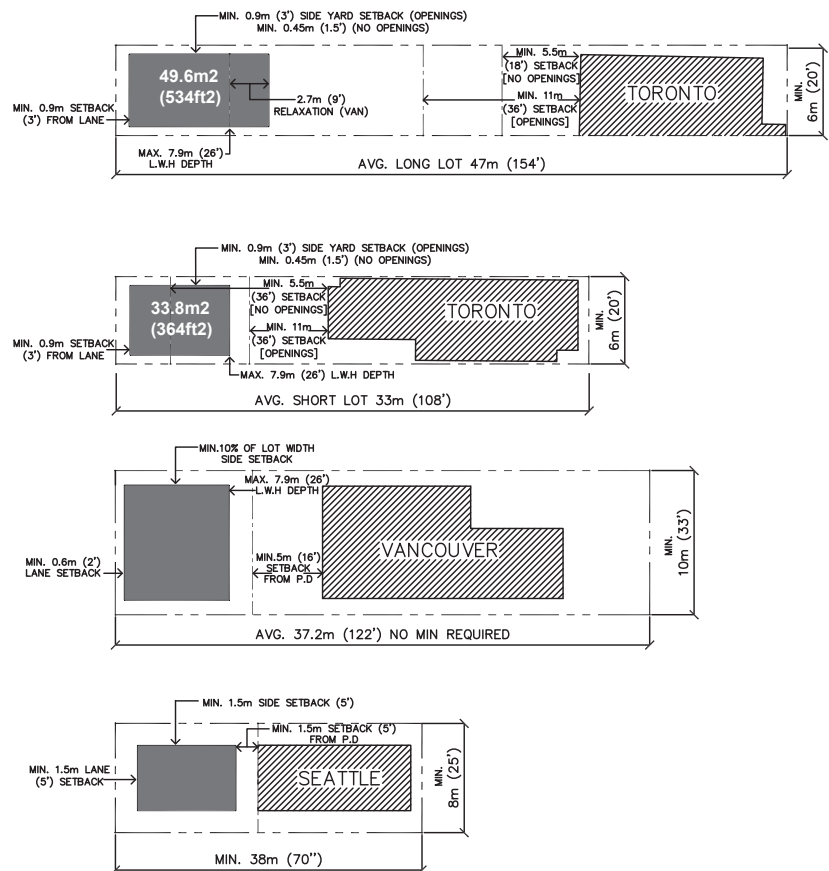 MIN. 0.9m (3') SIDE YARD SETBACK (OPENINGS)
MIN. 0.45m (1.5') (NO OPENINGS)
49.6m2
(534ft2)
MIN. 0.9m SETBACK
(3') FROM LANE
2.7m (9')
RELAXATION (VAN)
MAX. 7.9m (26')
L.W.H DEPTH
MIN. 5.5m
(18') SETBACK
[NO OPENINGS]
MIN. 11m
(36') SETBACK
[OPENINGS]
TORONTO
MIN.
6m (20')
AVG. LONG LOT 47m (154')
MIN. 0.9m (3') SIDE YARD SETBACK (OPENINGS)
MIN. 0.45m (1.5') (NO OPENINGS)
33.8m2
(364ft2)
MIN. 0.9m SETBACK
(3') FROM LANE
MIN. 5.5m
(36') SETBACK
[NO OPENINGS]
MIN. 11m
(36') SETBACK
[OPENINGS]
TORONTO
MIN.
6m (20')
MAX. 7.9m (26') L.W.H DEPTH
AVG. SHORT LOT 33m (108')
MIN.10% OF LOT WIDTH
SIDE SETBACK
MAX. 7.9m (26')
L.W.H DEPTH
MIN. 0.6m (2')
LANE SETBACK
MIN.5m (16')
SETBACK
FROM P.D
VANCOUVER
MIN.
10m (33')
AVG. 37.2m (122') NO MIN REQUIRED
MIN. 1.5m SIDE SETBACK (5')
MIN. 1.5m SETBACK (5')
FROM P.D
MIN. 1.5m LANE
(5') SETBACK
SEATTLE
MIN.
8m (25')
MIN. 38m (70'')